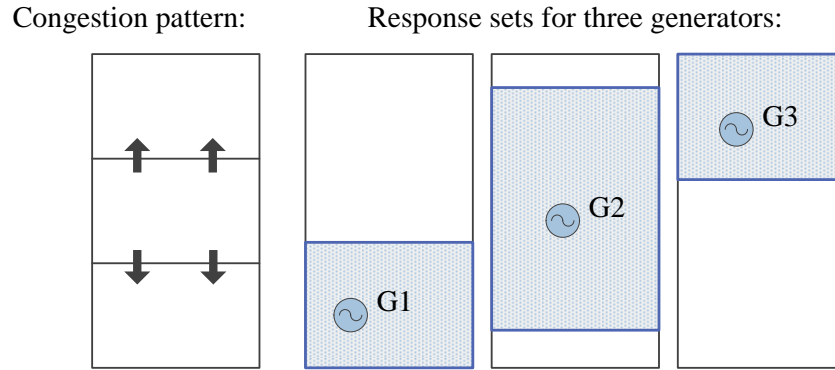 Congestion pattern:
Response sets for three generators:
G3
G2
G1